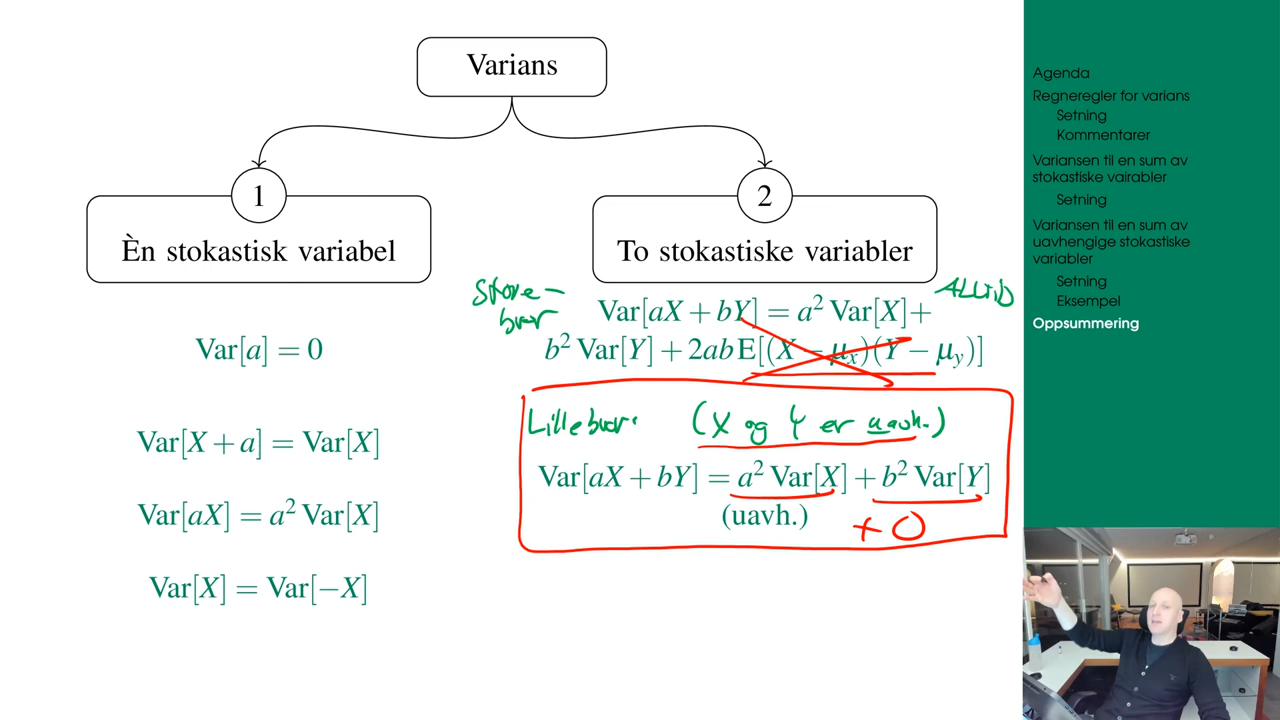 Varians
1
2
Èn stokastisk variabel
To stokastiske variabler
Store-
bror
ALLTID
Var[aX + bY] = a² Var[X]+
b² Var[Y] + 2ab E[(X − μₓ)(Y − μᵧ)]
Var[a] = 0
Lillebror
(X og Y er uavh.)
Var[X + a] = Var[X]
Var[aX + bY] = a² Var[X] + b² Var[Y]
(uavh.)
+ 0
Var[aX] = a² Var[X]
Var[X] = Var[−X]
Agenda
Regneregler for varians
Setning
Kommentarer
Variansen til en sum av
stokastiske vairabler
Setning
Variansen til en sum av
uavhengige stokastiske
variabler
Setning
Eksempel
Oppsummering